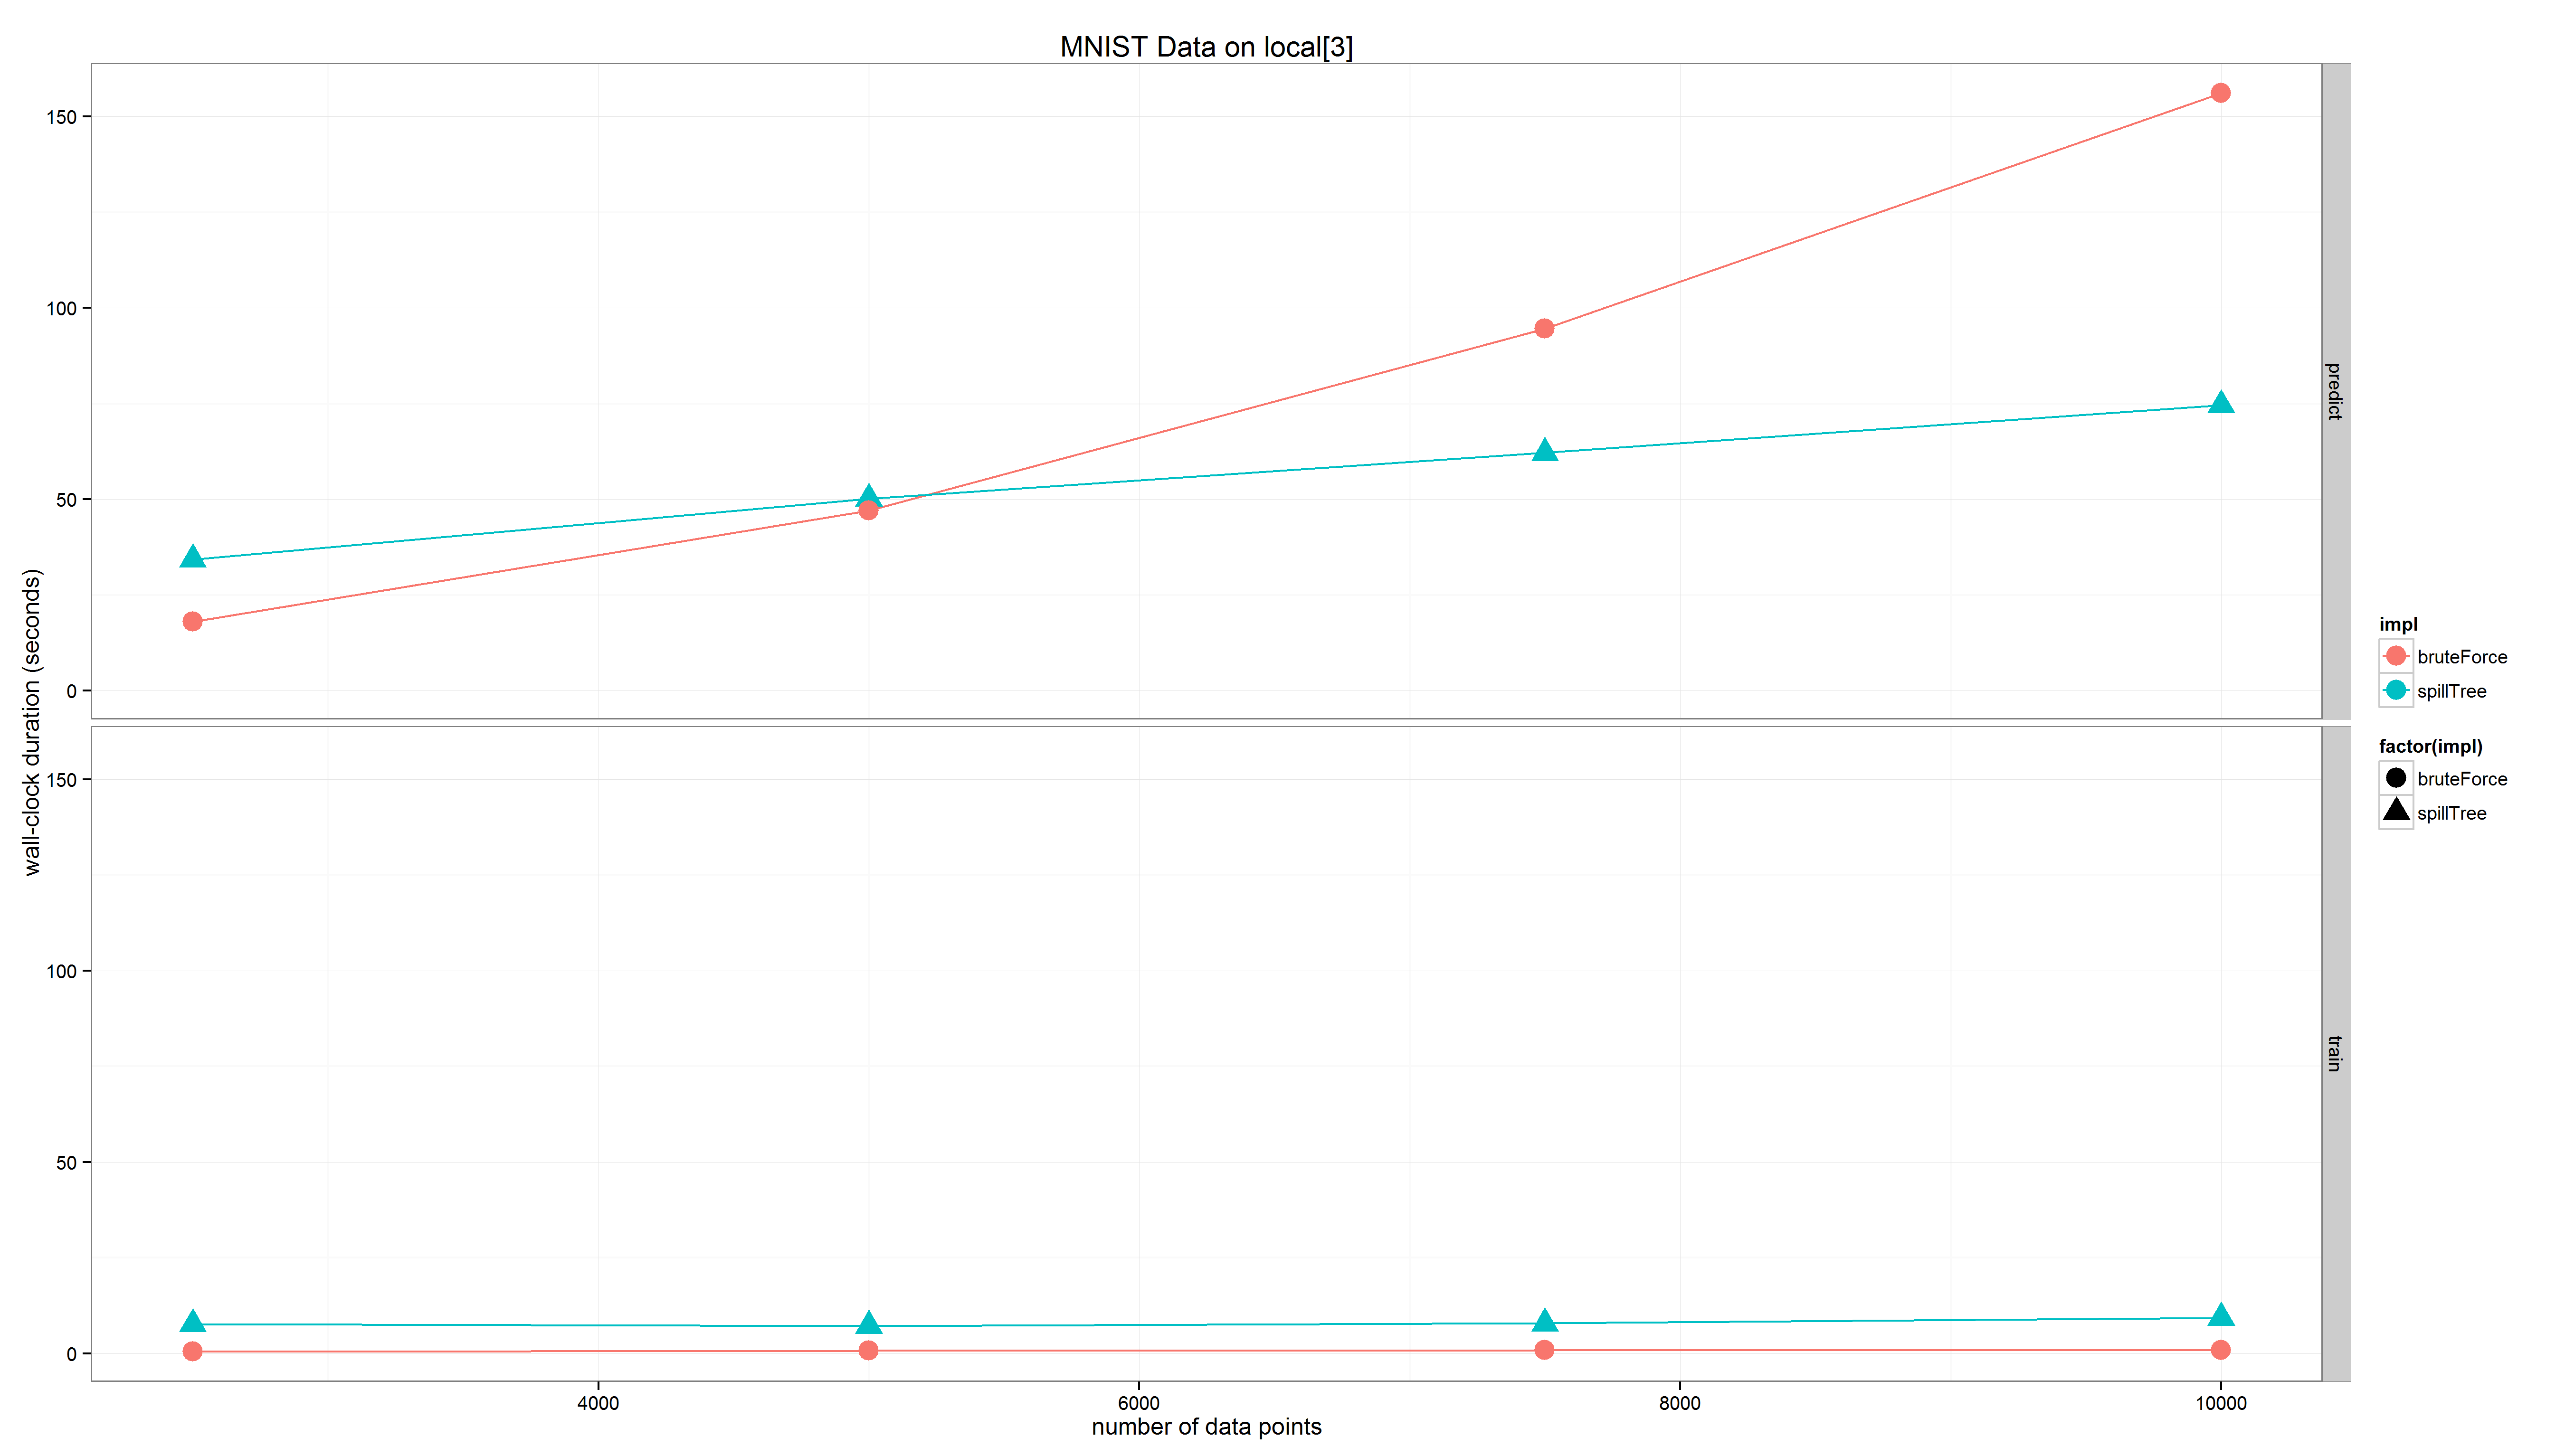 MNIST Data on local[3]
150
100
50
0
predict
150
100
50
0
train
wall-clock duration (seconds)
4000
6000
8000
10000
number of data points
impl
bruteForce
spillTree
factor(impl)
bruteForce
spillTree